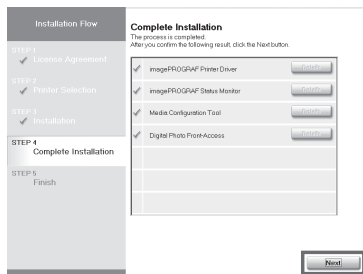 Installation Flow
STEP 1
License Agreement
STEP 2
Printer Selection
STEP 3
Installation
STEP 4
Complete Installation
STEP 5
Finish
Complete Installation
The process is completed.
After you confirm the following result, click the Next button.
imagePROGRAF Printer Driver
imagePROGRAF Status Monitor
Media Configuration Tool
Digital Photo Front-Access
Next